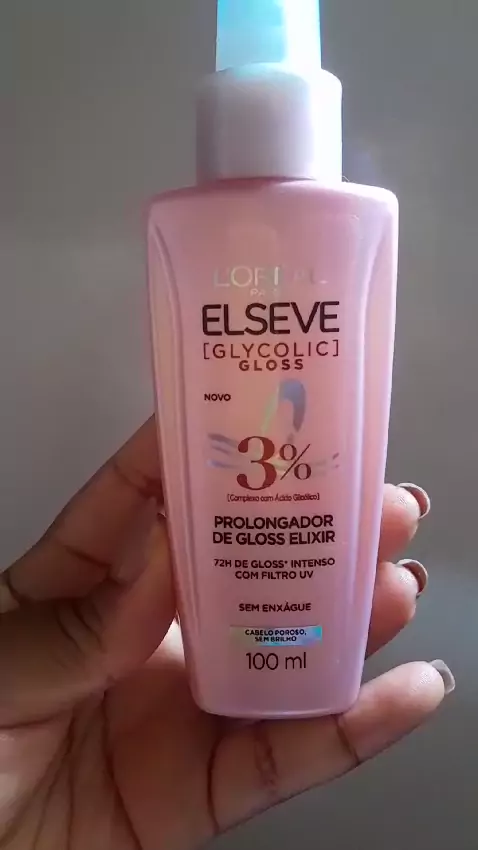 L'ORÉAL
PARIS
ELSEVE
[GLYCOLIC]
GLOSS
NOVO
3%
[Complexo com Ácido Glicólico]
PROLONGADOR
DE GLOSS ELIXIR
72H DE GLOSS* INTENSO
COM FILTRO UV
SEM ENXÁGUE
CABELO POROSO,
SEM BRILHO
100 ml